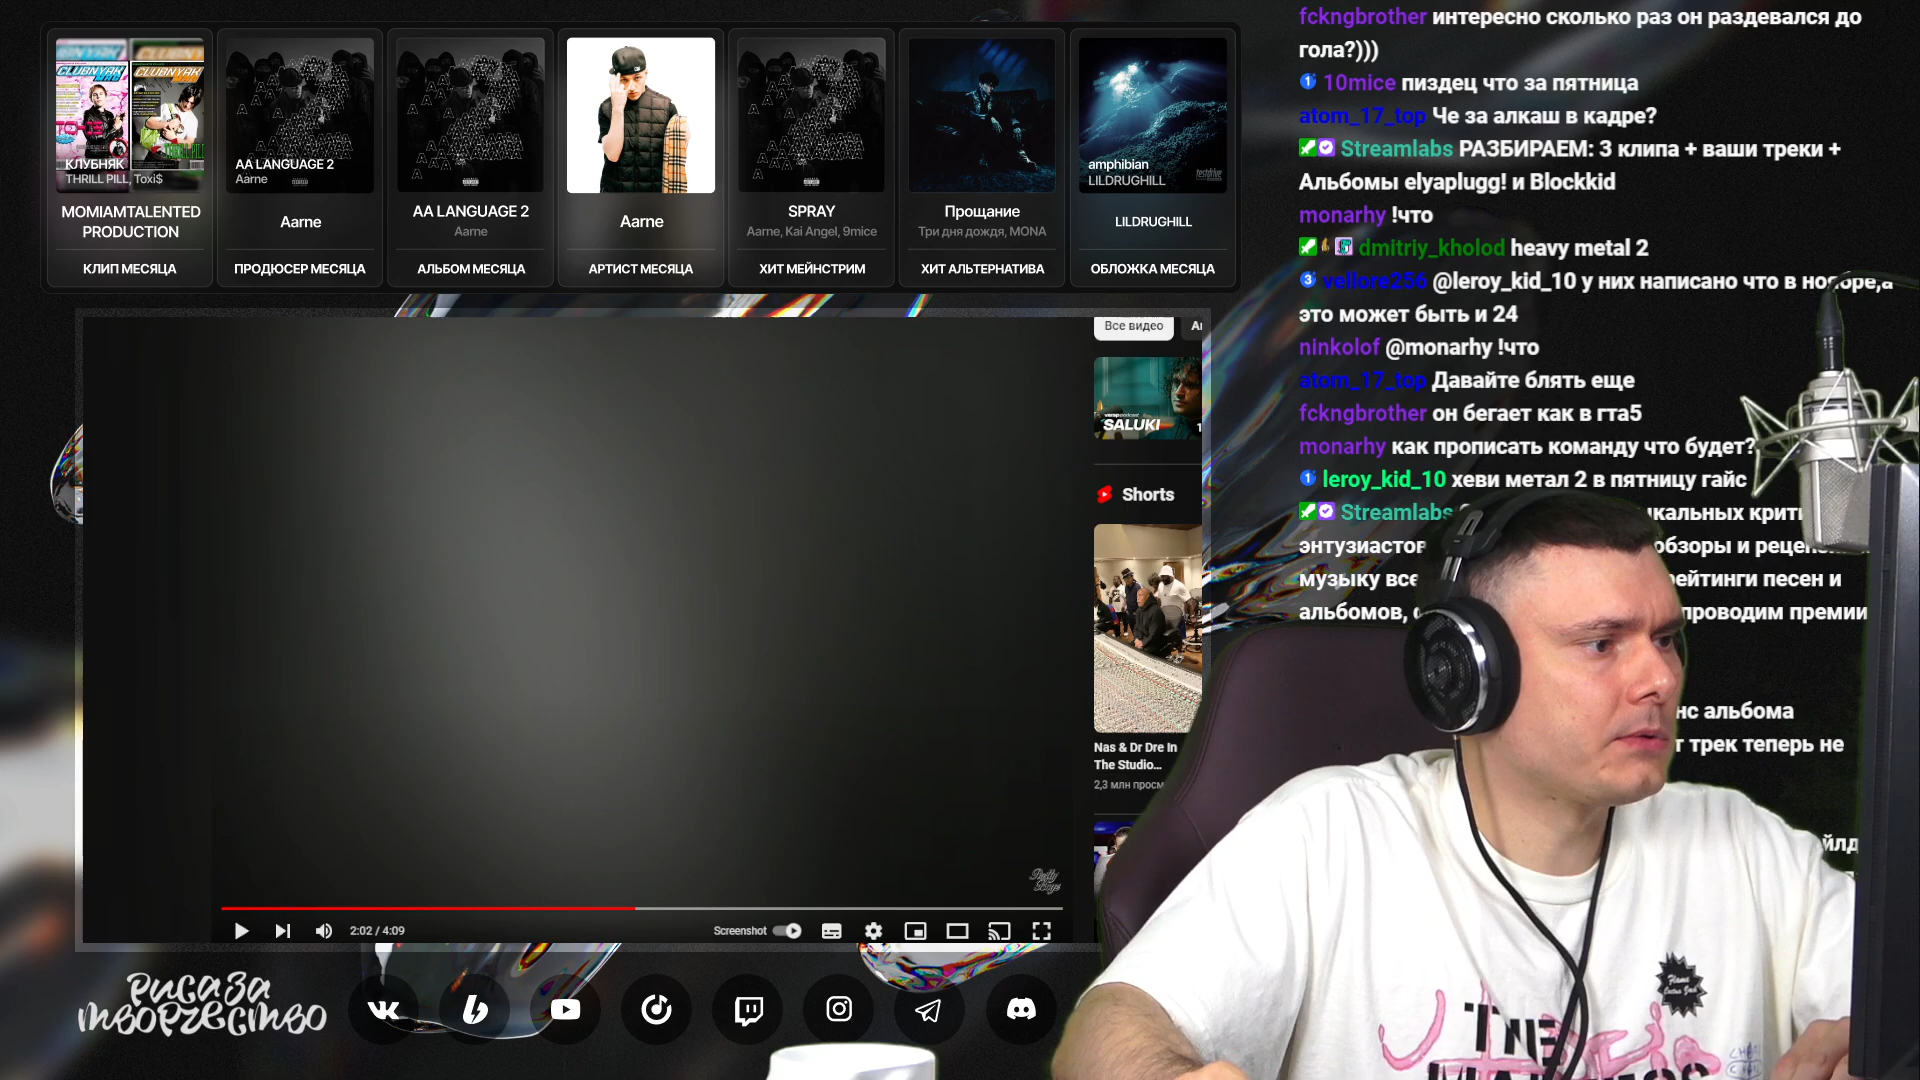 КЛУБНЯК
THRILL PILL, Toxi$
MOMIAMTALENTED
PRODUCTION
КЛИП МЕСЯЦА
AA LANGUAGE 2
Aarne
Aarne
ПРОДЮСЕР МЕСЯЦА
AA LANGUAGE 2
Aarne
АЛЬБОМ МЕСЯЦА
Aarne
АРТИСТ МЕСЯЦА
SPRAY
Aarne, Kai Angel, 9mice
ХИТ МЕЙНСТРИМ
Прощание
Три дня дождя, MONA
ХИТ АЛЬТЕРНАТИВА
amphibian
LILDRUGHILL
LILDRUGHILL
ОБЛОЖКА МЕСЯЦА
Все видео
SALUKI
Shorts
Nas & Dr Dre In
The Studio...
2,3 млн
Pretty
Boys
2:02 / 4:09
Screenshot
РИСА ЗА
ТВОРЧЕСТВО
fckngbrother интересно сколько раз он раздевался до
гола?)))
10mice пиздец что за пятница
atom_17_top Че за алкаш в кадре?
Streamlabs РАЗБИРАЕМ: 3 клипа + ваши треки +
Альбомы elyaplugg! и Blockkid
monarhy !что
dmitriy_kholod heavy metal 2
vellore256 @leroy_kid_10 у них написано что в
это может быть и 24
ninkolof @monarhy !что
atom_17_top Давайте блять еще
fckngbrother он бегает как в гта5
monarhy как прописать команду что будет?
leroy_kid_10 хеви метал 2 в пятницу гайс
Streamlabs
обзоры и
музыку рейтинги песен и
альбомов, проводим премии
альбома
трек теперь не
THE